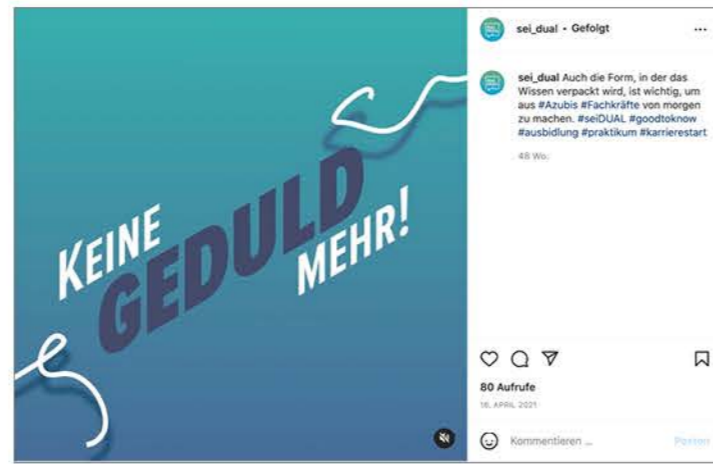 KEINE
GEDULD
MEHR!
sei_dual • Gefolgt
sei_dual Auch die Form, in der das
Wissen verpackt wird, ist wichtig, um
aus #Azubis #Fachkräfte von morgen
zu machen. #seiDUAL #goodtoknow
#ausbidlung #praktikum #karrierestart
48 Wo.
80 Aufrufe
16. APRIL 2021
Kommentieren ...
Posten